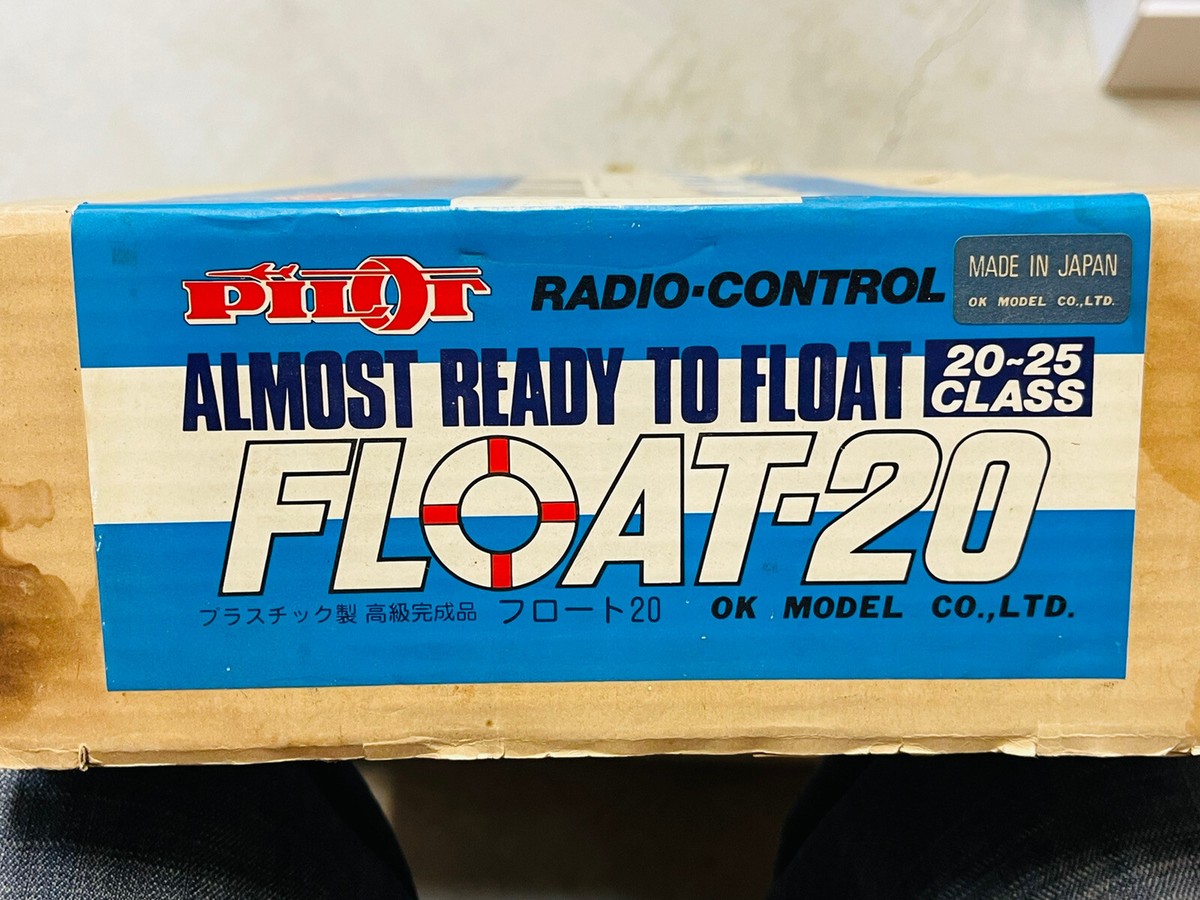 PILOT
RADIO·CONTROL
MADE IN JAPAN
OK MODEL CO.,LTD.
ALMOST READY TO FLOAT
20~25
CLASS
FLOAT-20
プラスチック製 高級完成品 フロート20
OK MODEL CO.,LTD.